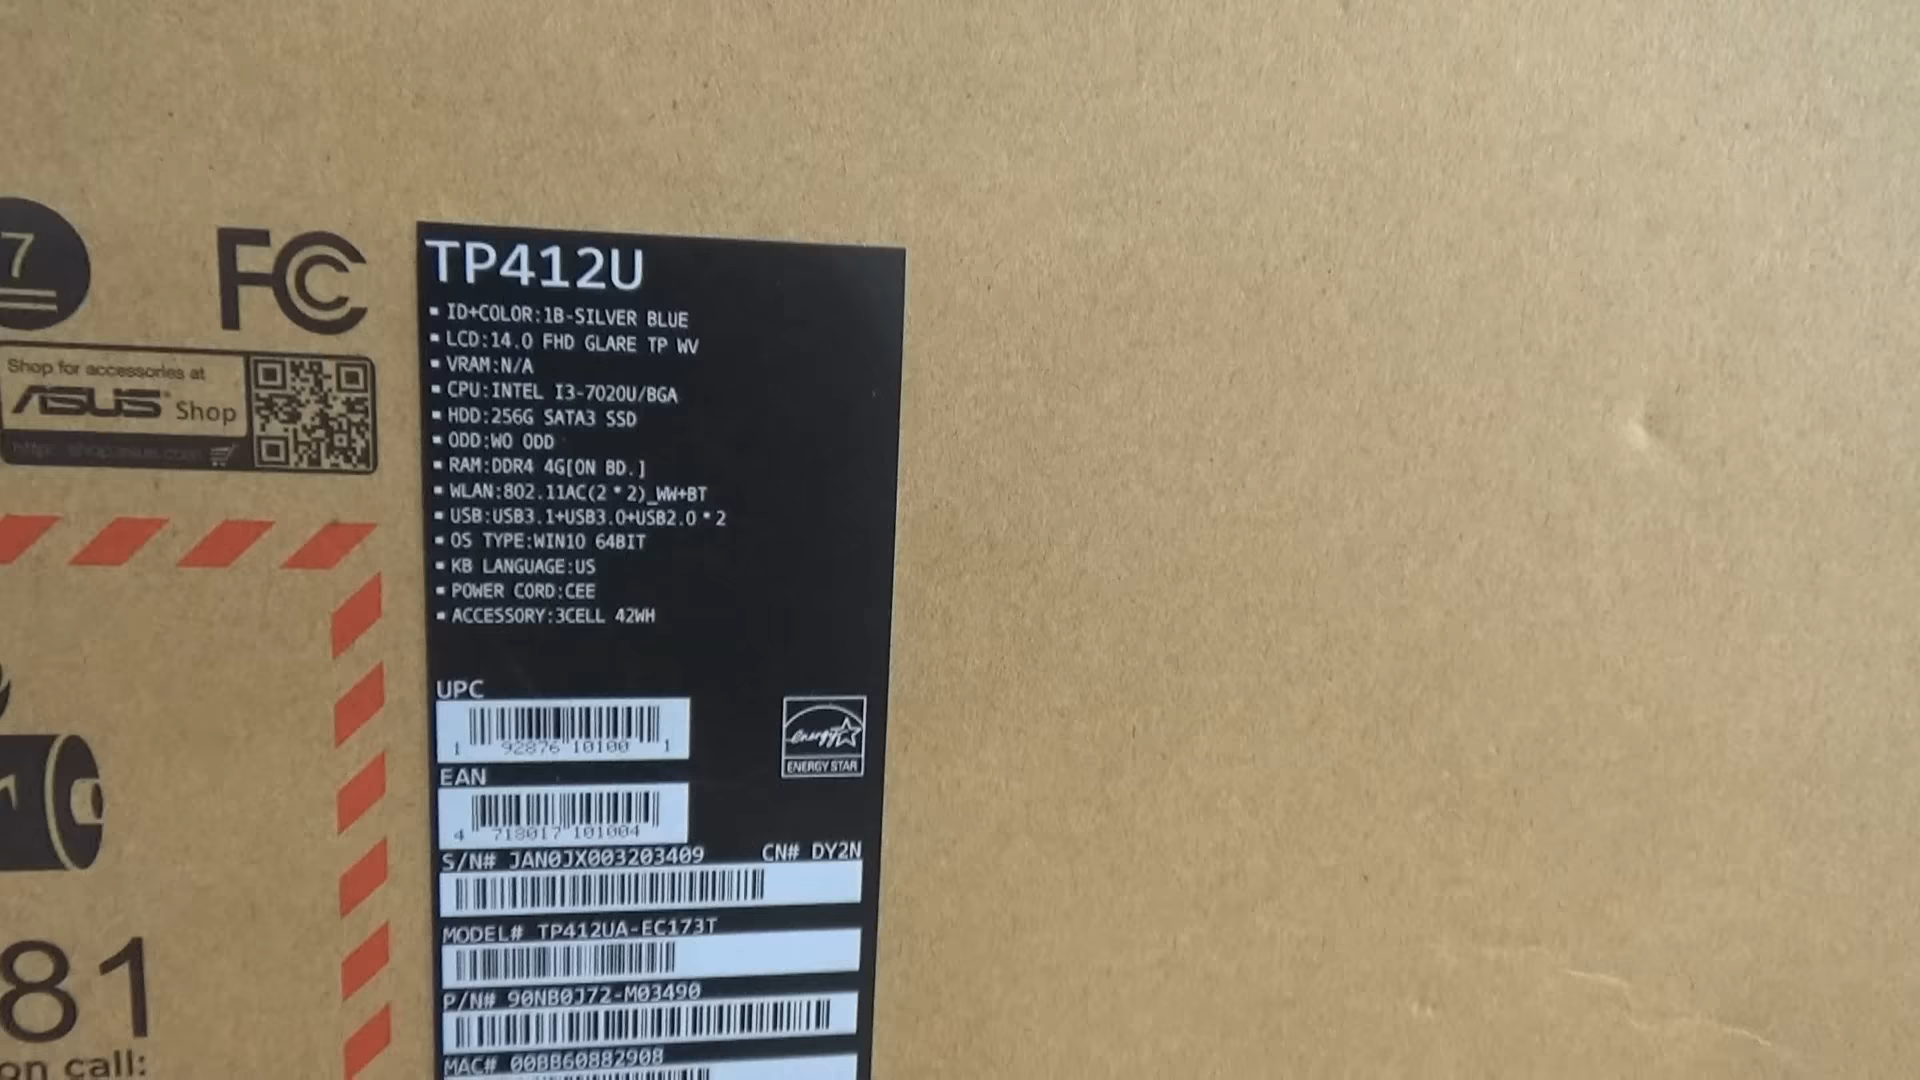 7
FC
Shop for accessories at
ASUS Shop
TP412U
▪ ID+COLOR:1B-SILVER BLUE
▪ LCD:14.0 FHD GLARE TP WV
▪ VRAM:N/A
▪ CPU:INTEL I3-7020U/BGA
▪ HDD:256G SATA3 SSD
▪ ODD:WO ODD
▪ RAM:DDR4 4G[ON BD.]
▪ WLAN:802.11AC(2*2)_WW+BT
▪ USB:USB3.1+USB3.0+USB2.0*2
▪ OS TYPE:WIN10 64BIT
▪ KB LANGUAGE:US
▪ POWER CORD:CEE
▪ ACCESSORY:3CELL 42WH
UPC
1 92876 10100 1
energy
ENERGY STAR
EAN
4 718017 101004
S/N# JAN0JX003203409 CN# DY2N
MODEL# TP412UA-EC173T
P/N# 90NB0J72-M03490
MAC# 00BB60882908
81
on call: